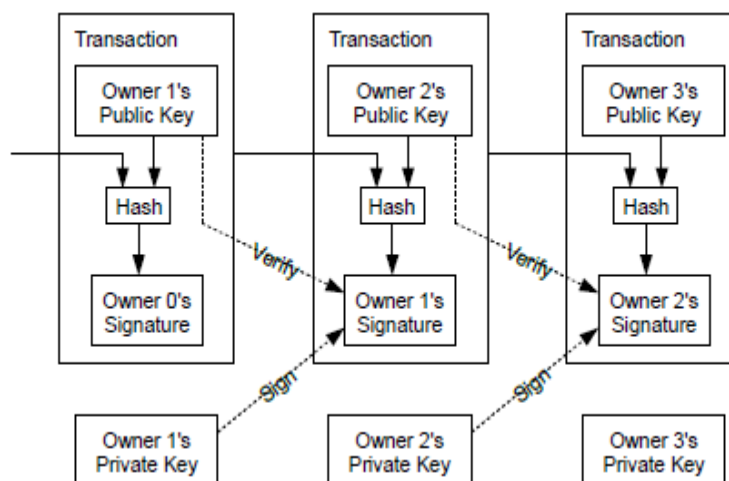 Transaction
Owner 1's
Public Key
Hash
Owner 0's
Signature
Transaction
Owner 2's
Public Key
Hash
Verify
Owner 1's
Signature
Transaction
Owner 3's
Public Key
Hash
Verify
Owner 2's
Signature
Sign
Sign
Owner 1's
Private Key
Owner 2's
Private Key
Owner 3's
Private Key